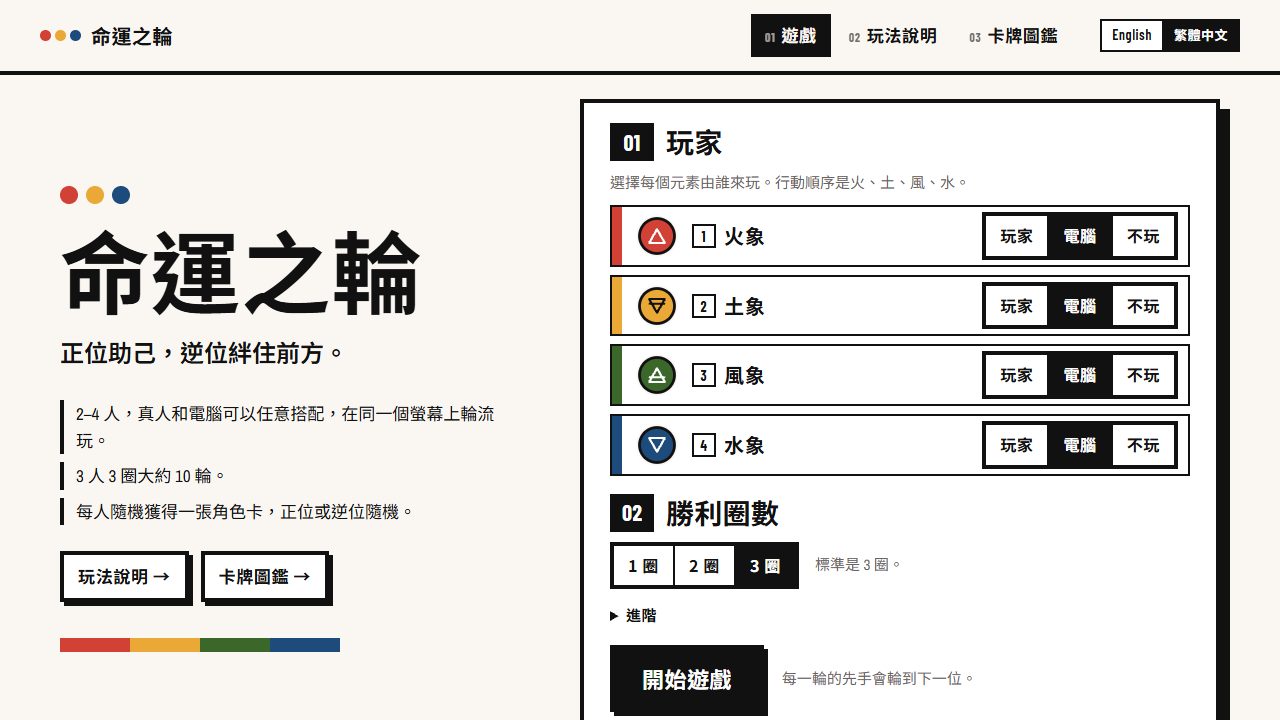 命運之輪
01 遊戲
02 玩法說明
03 卡牌圖鑑
English
繁體中文
命運之輪
正位助己，逆位絆住前方。
2–4 人，真人和電腦可以任意搭配，在同一個螢幕上輪流
玩。
3 人 3 圈大約 10 輪。
每人隨機獲得一張角色卡，正位或逆位隨機。
玩法說明 →
卡牌圖鑑 →
01 玩家
選擇每個元素由誰來玩。行動順序是火、土、風、水。
1 火象 玩家 電腦 不玩
2 土象 玩家 電腦 不玩
3 風象 玩家 電腦 不玩
4 水象 玩家 電腦 不玩
02 勝利圈數
1 圈 2 圈 3 圈 標準是 3 圈。
▶ 進階
開始遊戲 每一輪的先手會輪到下一位。